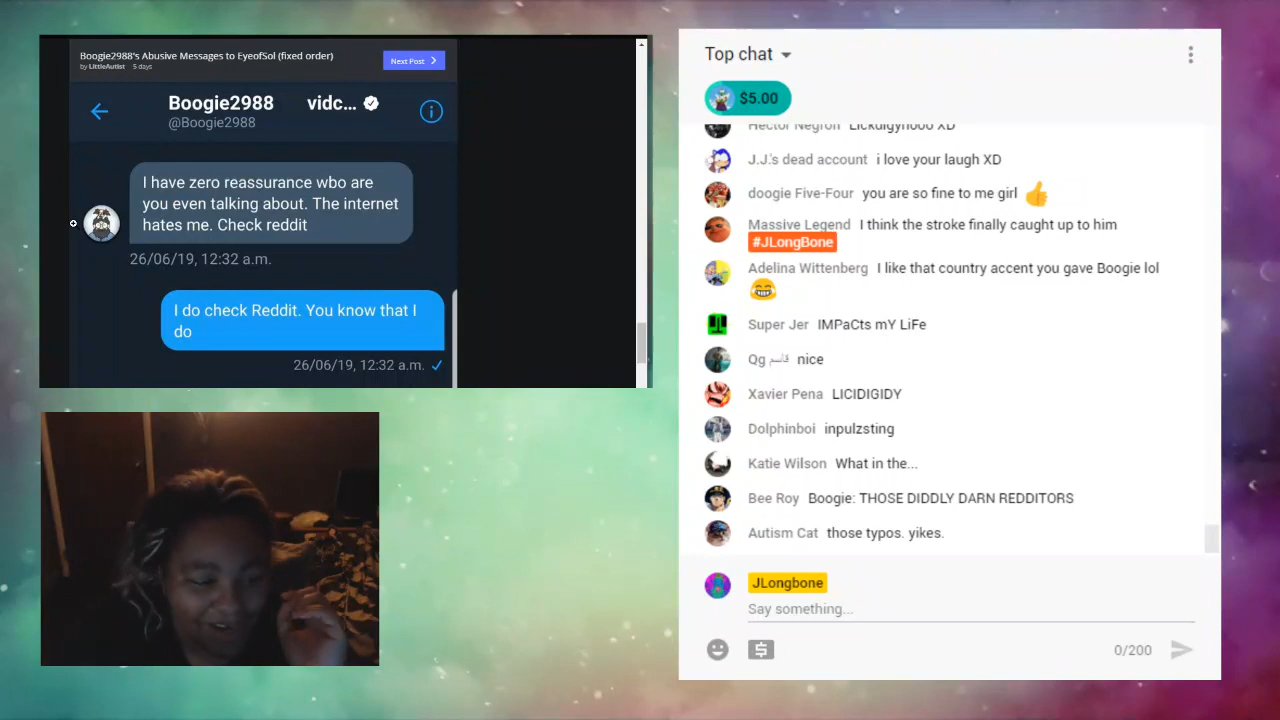 Boogie2988's Abusive Messages to EyeofSol (fixed order)
by LittleAutist 5 days
Next Post
Boogie2988 vidc...
@Boogie2988
I have zero reassurance wbo are
you even talking about. The internet
hates me. Check reddit
26/06/19, 12:32 a.m.
I do check Reddit. You know that I
do
26/06/19, 12:32 a.m.
Top chat
$5.00
Hector Negron Lickdigyhooo XD
J.J.'s dead account i love your laugh XD
doogie Five-Four you are so fine to me girl
Massive Legend I think the stroke finally caught up to him
#JLongBone
Adelina Wittenberg I like that country accent you gave Boogie lol
Super Jer IMPaCts mY LiFe
Qg قاسم nice
Xavier Pena LICIDIGIDY
Dolphinboi inpulzsting
Katie Wilson What in the...
Bee Roy Boogie: THOSE DIDDLY DARN REDDITORS
Autism Cat those typos. yikes.
JLongbone
Say something...
0/200